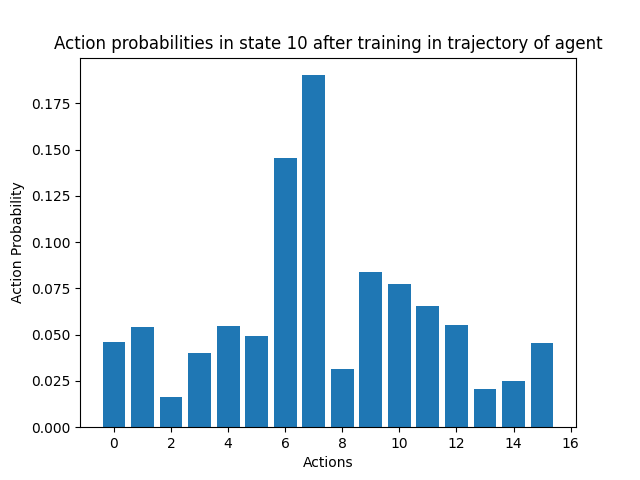 Action probabilities in state 10 after training in trajectory of agent
0.175
0.150
0.125
0.100
0.075
0.050
0.025
0.000
Action Probability
0 2 4 6 8 10 12 14 16
Actions